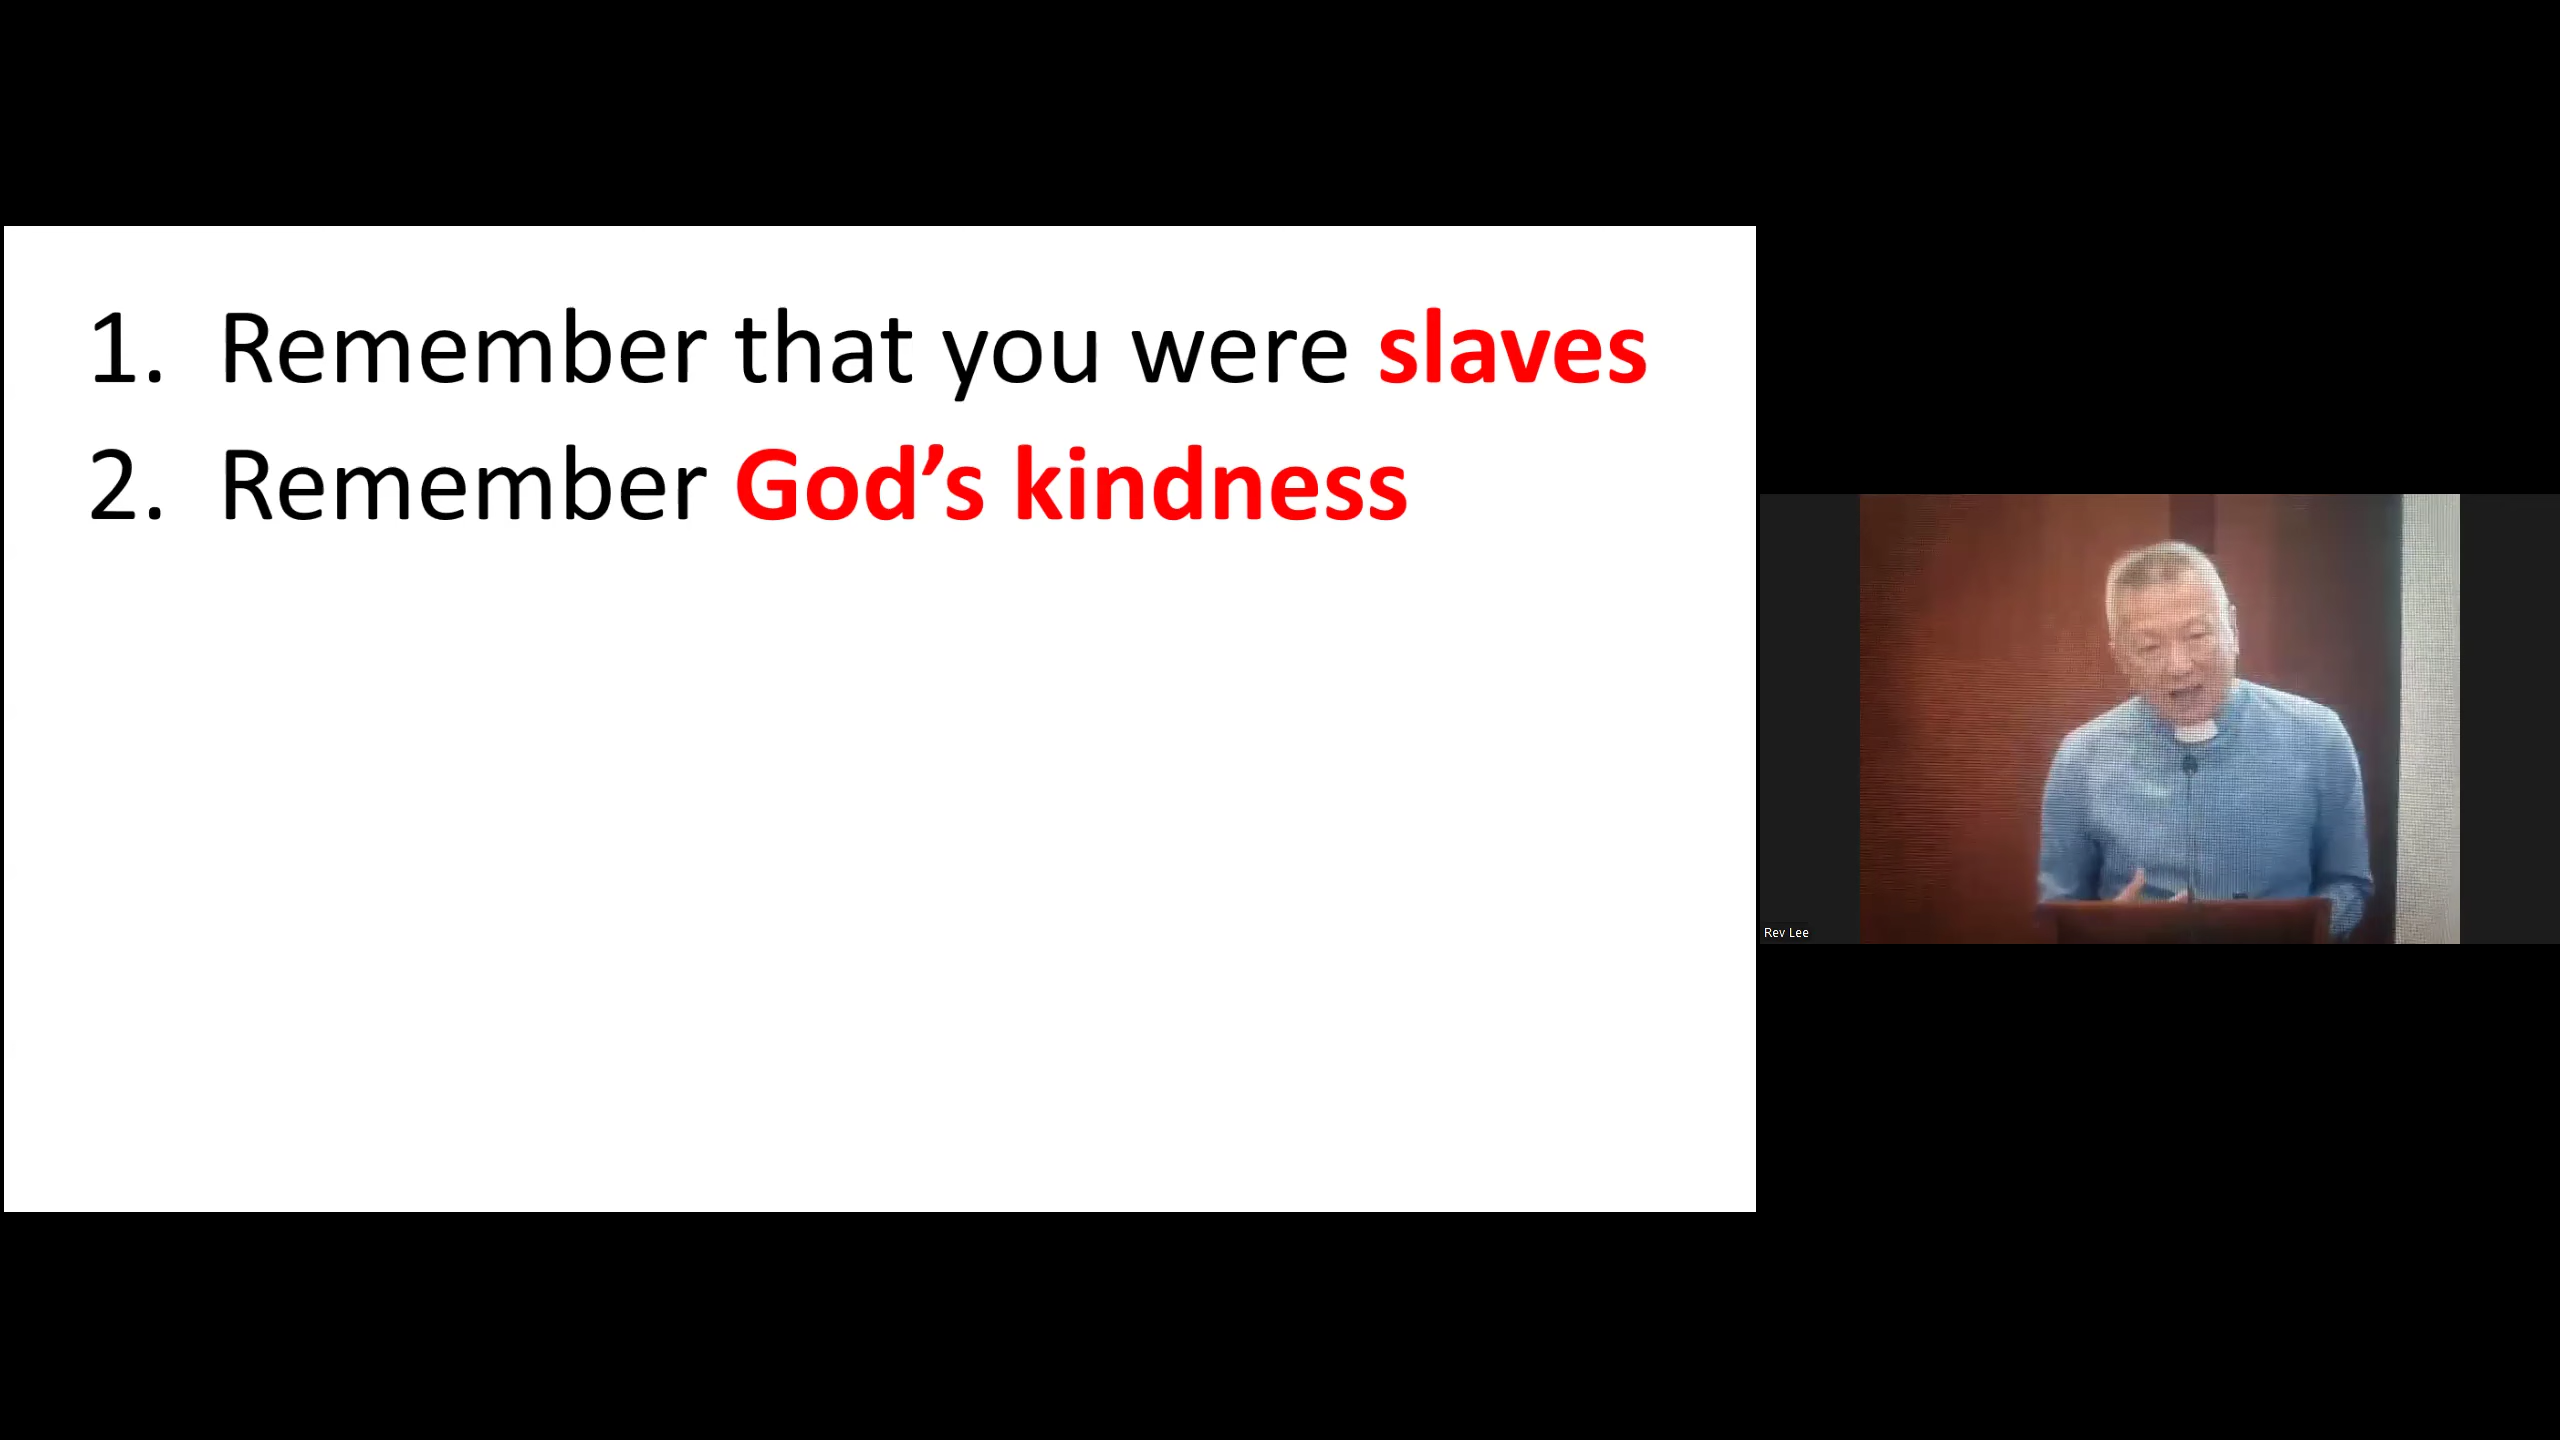 1. Remember that you were slaves
2. Remember God’s kindness
Rev Lee